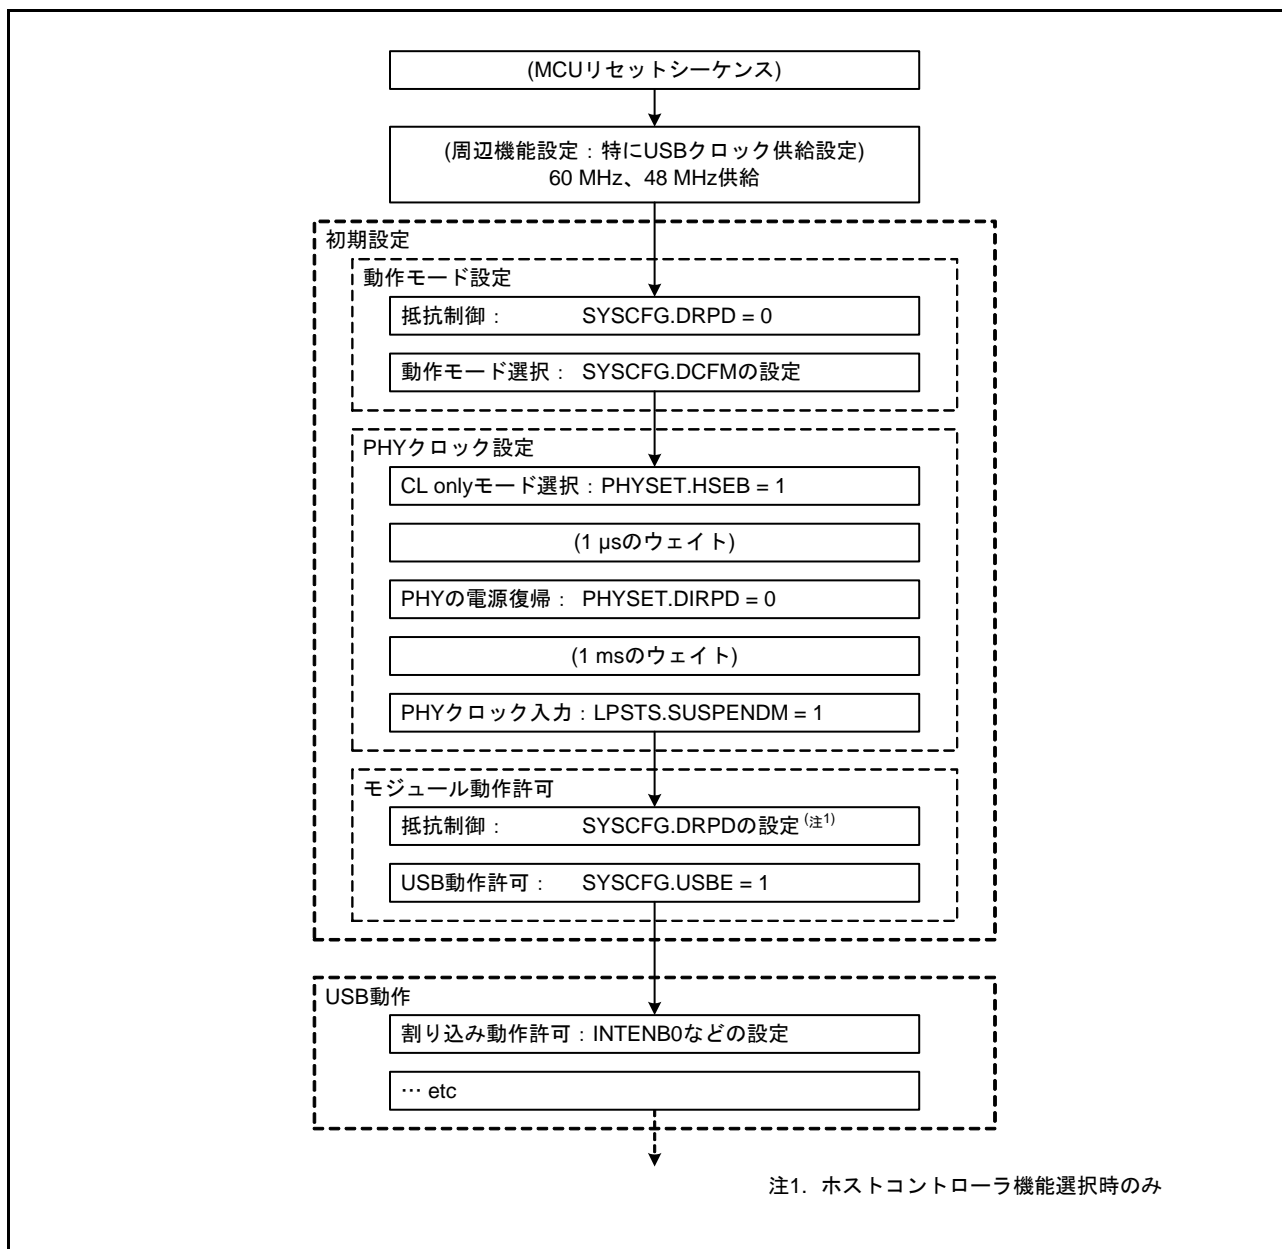 (MCUリセットシーケンス)
(周辺機能設定：特にUSBクロック供給設定)
60 MHz、48 MHz供給
初期設定
動作モード設定
抵抗制御： SYSCFG.DRPD = 0
動作モード選択： SYSCFG.DCFMの設定
PHYクロック設定
CL onlyモード選択：PHYSET.HSEB = 1
(1 µsのウェイト)
PHYの電源復帰： PHYSET.DIRPD = 0
(1 msのウェイト)
PHYクロック入力：LPSTS.SUSPENDM = 1
モジュール動作許可
抵抗制御： SYSCFG.DRPDの設定 (注1)
USB動作許可： SYSCFG.USBE = 1
USB動作
割り込み動作許可：INTENB0などの設定
… etc
注1. ホストコントローラ機能選択時のみ